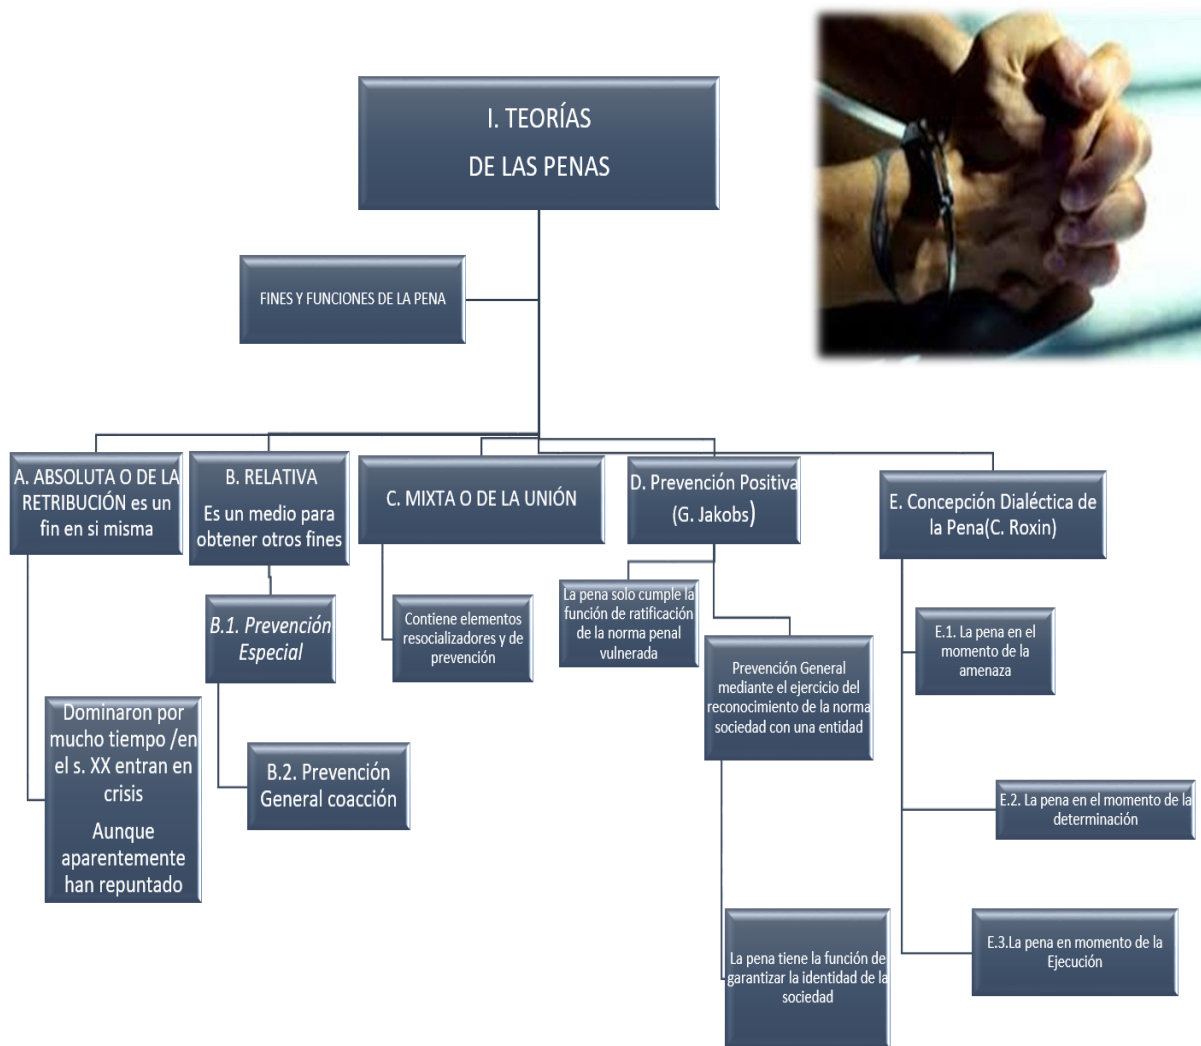 I. TEORÍAS
DE LAS PENAS
FINES Y FUNCIONES DE LA PENA
A. ABSOLUTA O DE LA
RETRIBUCIÓN es un
fin en si misma
Dominaron por
mucho tiempo /en
el s. XX entran en
crisis
Aunque
aparentemente
han repuntado
B. RELATIVA
Es un medio para
obtener otros fines
B.1. Prevención
Especial
B.2. Prevención
General coacción
C. MIXTA O DE LA UNIÓN
Contiene elementos
resocializadores y de
prevención
D. Prevención Positiva
(G. Jakobs)
La pena solo cumple la
función de ratificación
de la norma penal
vulnerada
Prevención General
mediante el ejercicio del
reconocimiento de la norma
sociedad con una entidad
La pena tiene la función de
garantizar la identidad de la
sociedad
E. Concepción Dialéctica de
la Pena(C. Roxin)
E.1. La pena en el
momento de la
amenaza
E.2. La pena en el momento de la
determinación
E.3.La pena en momento de la
Ejecución